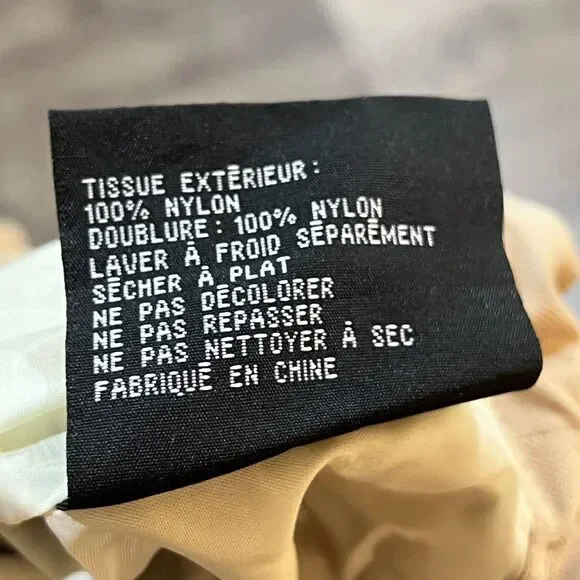 TISSUE EXTÉRIEUR:
100% NYLON
DOUBLURE: 100% NYLON
LAVER À FROID SÉPARÉMENT
SÉCHER À PLAT
NE PAS DÉCOLORER
NE PAS REPASSER
NE PAS NETTOYER À SEC
FABRIQUÉ EN CHINE